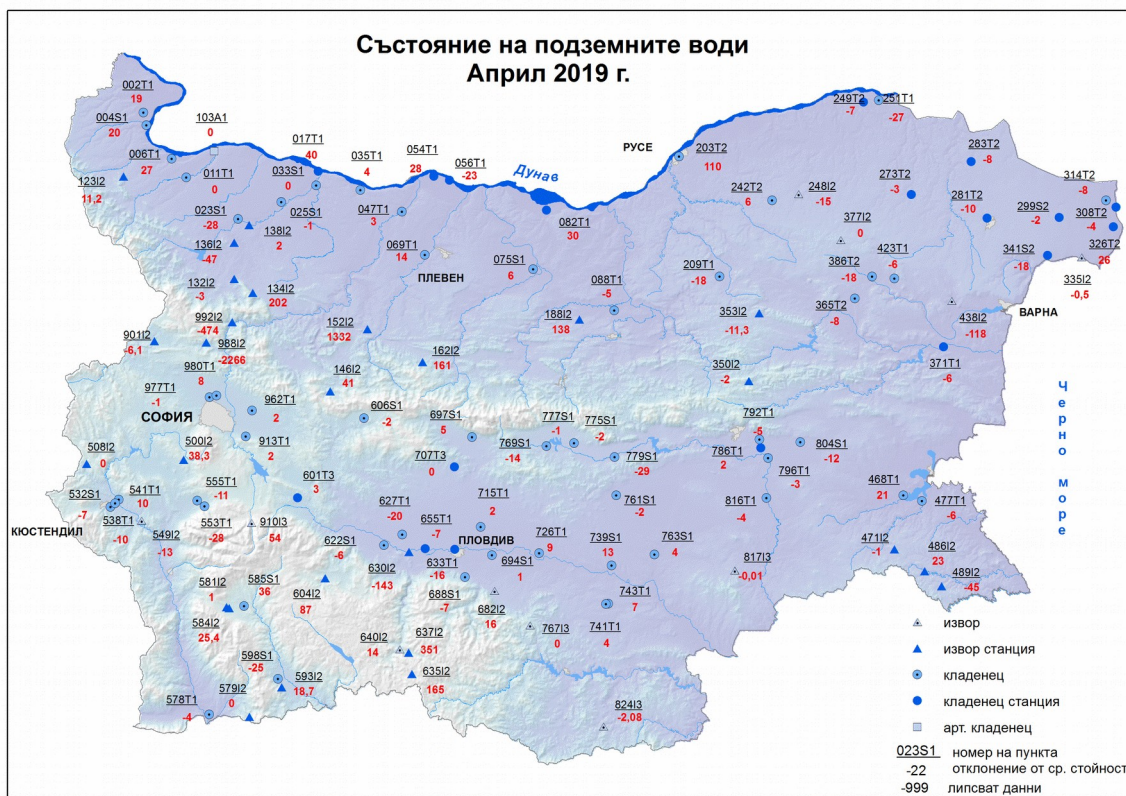 Състояние на подземните води
Април 2019 г.
002T1
19
004S1
20
103A1
0
006T1
27
011T1
0
123I2
11,2
017T1
40
033S1
0
035T1
4
054T1
28
056T1
-23
Дунав
РУСЕ
203T2
110
249T2
-7
251T1
-27
283T2
-8
314T2
-8
023S1
-28
025S1
-1
138I2
2
047T1
3
082T1
30
242T2
6
248I2
-15
273T2
-3
281T2
-10
299S2
-2
308T2
-4
326T2
26
136I2
-47
069T1
14
ПЛЕВЕН
075S1
6
377I2
0
423T1
-6
386T2
-18
341S2
-18
335I2
-0,5
132I2
-3
134I2
202
088T1
-5
209T1
-18
365T2
-8
ВАРНА
992I2
-474
988I2
-2266
901I2
-6,1
152I2
1332
188I2
138
353I2
-11,3
438I2
-118
162I2
161
146I2
41
350I2
-2
371T1
-6
980T1
8
977T1
-1
СОФИЯ
962T1
2
606S1
-2
697S1
5
777S1
-1
775S1
-2
792T1
-5
Черно море
913T1
2
508I2
0
500I2
38,3
769S1
-14
779S1
-29
786T1
2
804S1
-12
796T1
-3
707T3
0
601T3
3
532S1
-7
541T1
10
555T1
-11
538T1
-10
КЮСТЕНДИЛ
549I2
-13
553T1
-28
910I3
54
627T1
-20
715T1
2
761S1
-2
816T1
-4
468T1
21
477T1
-6
622S1
-6
655T1
-7
ПЛОВДИВ
726T1
9
739S1
13
763S1
4
471I2
-1
486I2
23
489I2
-45
630I2
-143
633T1
-16
694S1
1
817I3
-0,01
581I2
1
585S1
36
604I2
87
688S1
-7
682I2
16
743T1
7
741T1
4
584I2
25,4
640I2
14
637I2
351
767I3
0
598S1
-25
593I2
18,7
635I2
165
578T1
-4
579I2
0
824I3
-2,08
извор
извор станция
кладенец
кладенец станция
арт. кладенец
023S1 номер на пункта
-22 отклонение от ср. стойност
-999 липсват данни